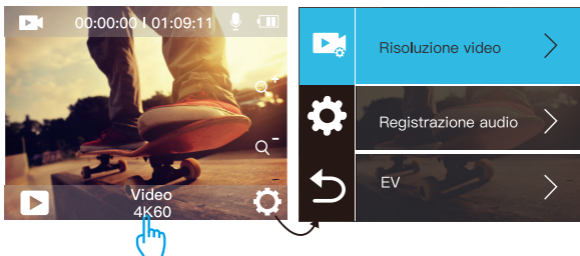 00:00:00 I 01:09:11
Video
4K60
Risoluzione video
Registrazione audio
EV